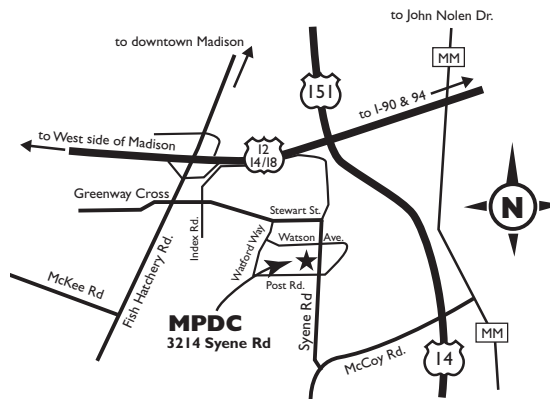 to John Nolen Dr.
to downtown Madison
MM
151
to I-90 & 94
to West side of Madison
12
14/18
Greenway Cross
Stewart St.
N
Index Rd.
Watford Way
Watson Ave.
McKee Rd
Fish Hatchery Rd.
Post Rd.
MPDC
3214 Syene Rd
Syene Rd
McCoy Rd.
MM
14